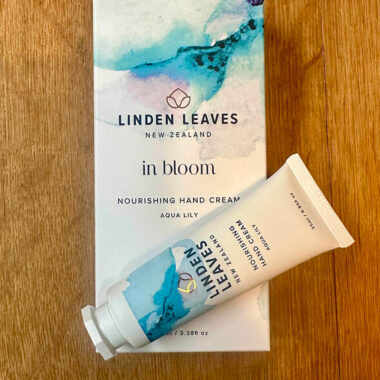 LINDEN LEAVES
NEW ZEALAND
in bloom
NOURISHING HAND CREAM
AQUA LILY
/ 3.38fl oz
LINDEN
LEAVES
NEW ZEALAND
NOURISHING
HAND CREAM
AQUA LILY